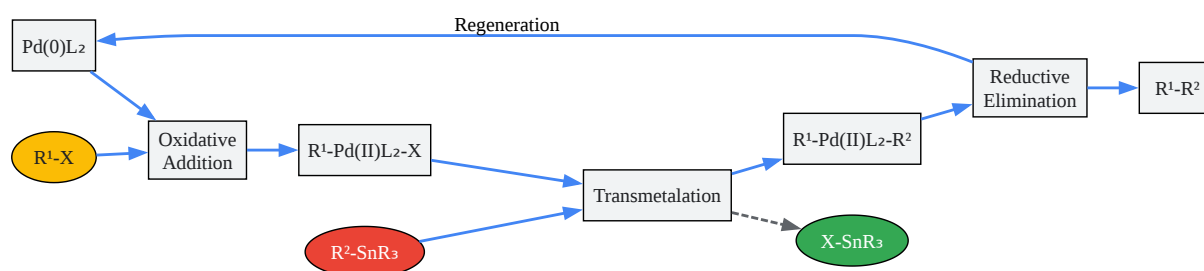 Regeneration
Pd(0)L₂
Reductive
Elimination
R¹-R²
Oxidative
Addition
R¹-X
R¹-Pd(II)L₂-X
R¹-Pd(II)L₂-R²
Transmetalation
R²-SnR₃
X-SnR₃